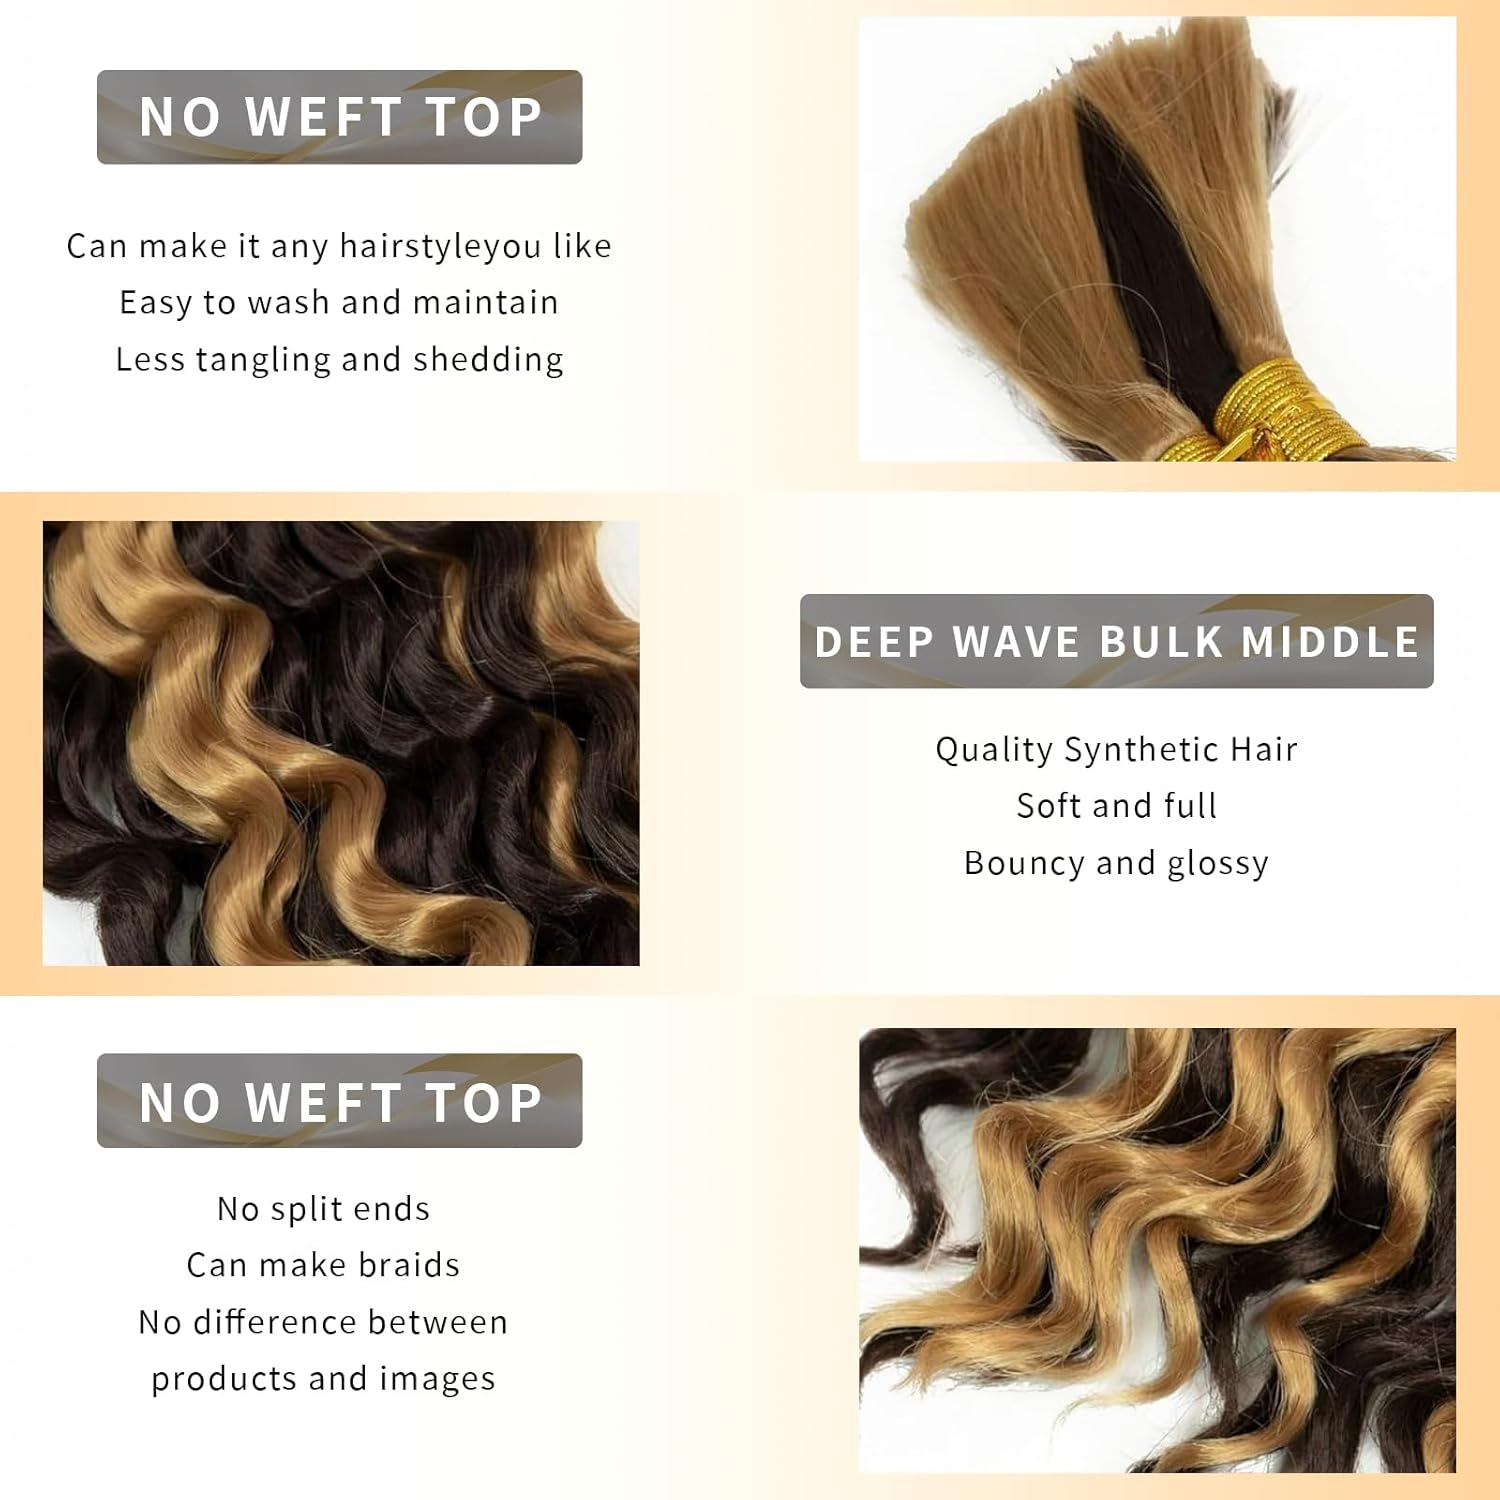 NO WEFT TOP
Can make it any hairstyleyou like
Easy to wash and maintain
Less tangling and shedding
DEEP WAVE BULK MIDDLE
Quality Synthetic Hair
Soft and full
Bouncy and glossy
NO WEFT TOP
No split ends
Can make braids
No difference between
products and images